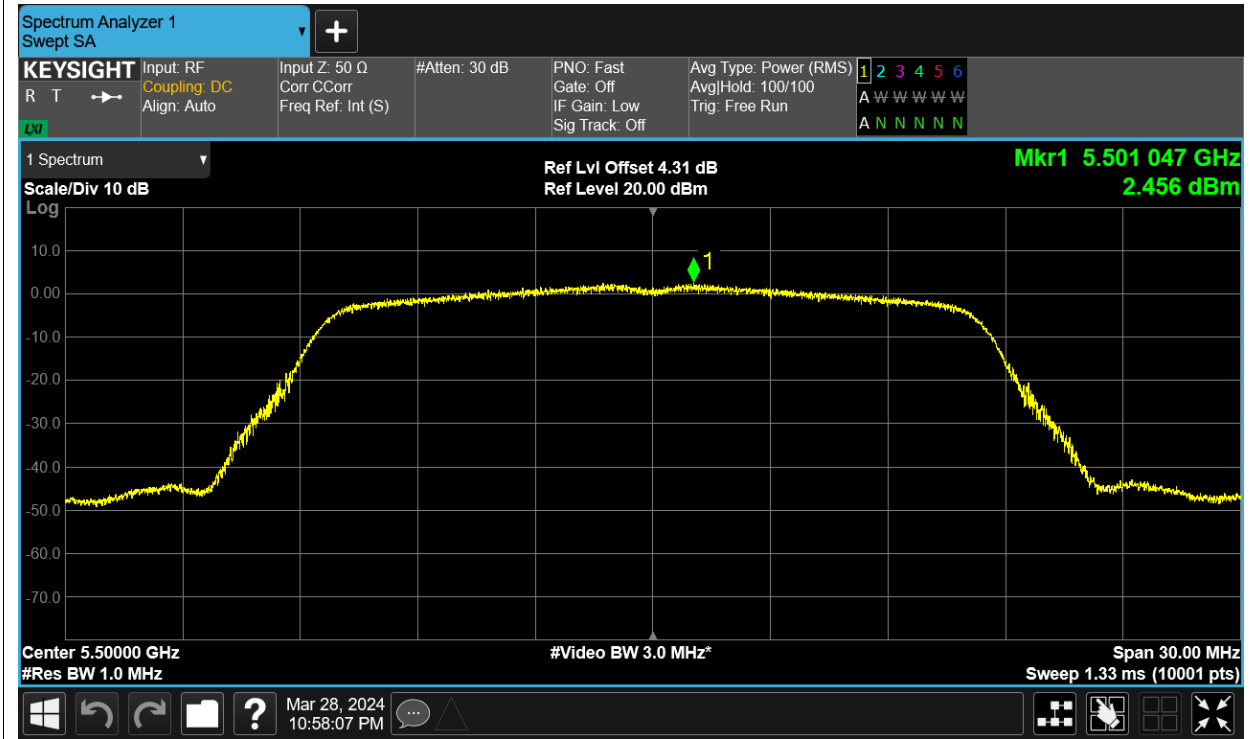 Spectrum Analyzer 1
Swept SA
KEYSIGHT
R T
LXI
Input: RF
Coupling: DC
Align: Auto
Input Z: 50 Ω
Corr CCorr
Freq Ref: Int (S)
#Atten: 30 dB
PNO: Fast
Gate: Off
IF Gain: Low
Sig Track: Off
Avg Type: Power (RMS)
Avg|Hold: 100/100
Trig: Free Run
1 2 3 4 5 6
A W W W W W
A N N N N N
1 Spectrum
Scale/Div 10 dB
Log
Ref Lvl Offset 4.31 dB
Ref Level 20.00 dBm
Mkr1 5.501 047 GHz
2.456 dBm
1
10.0
0.00
-10.0
-20.0
-30.0
-40.0
-50.0
-60.0
-70.0
Center 5.50000 GHz
#Video BW 3.0 MHz*
Span 30.00 MHz
#Res BW 1.0 MHz
Sweep 1.33 ms (10001 pts)
?
Mar 28, 2024
10:58:07 PM